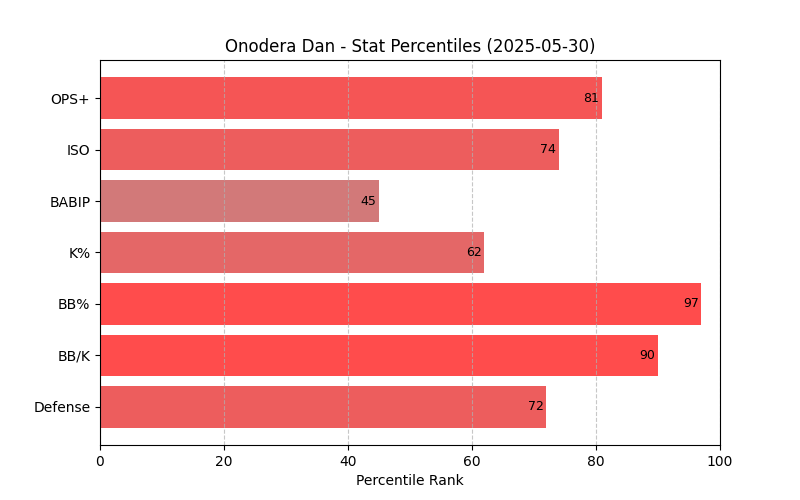 Onodera Dan - Stat Percentiles (2025-05-30)
OPS+ 81
ISO 74
BABIP 45
K% 62
BB% 97
BB/K 90
Defense 72
0 20 40 60 80 100
Percentile Rank